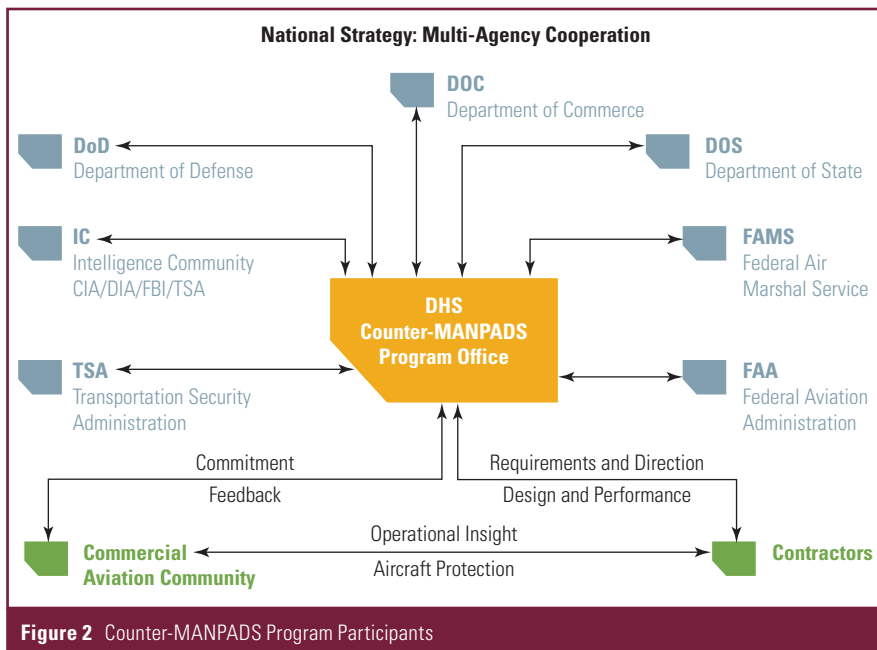 National Strategy: Multi-Agency Cooperation
DOC
Department of Commerce
DoD
Department of Defense
DOS
Department of State
IC
Intelligence Community
CIA/DIA/FBI/TSA
FAMS
Federal Air
Marshal Service
DHS
Counter-MANPADS
Program Office
TSA
Transportation Security
Administration
FAA
Federal Aviation
Administration
Commitment
Feedback
Requirements and Direction
Design and Performance
Operational Insight
Aircraft Protection
Commercial
Aviation Community
Contractors
Figure 2 Counter-MANPADS Program Participants